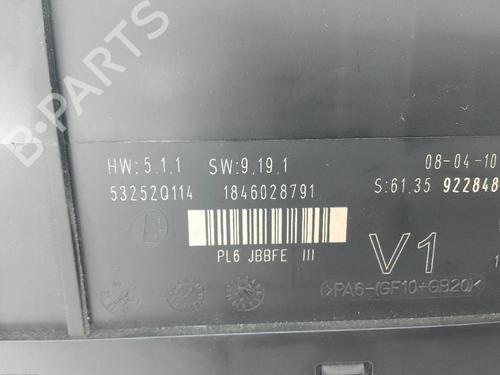 B-PARTS
HW:5.1.1 SW:9.19.1 08-04-10
53252Q114 1846028791 S:61.35 922848
PL6 JBBFE III
V1
>PA6-(GF10+GB20)<